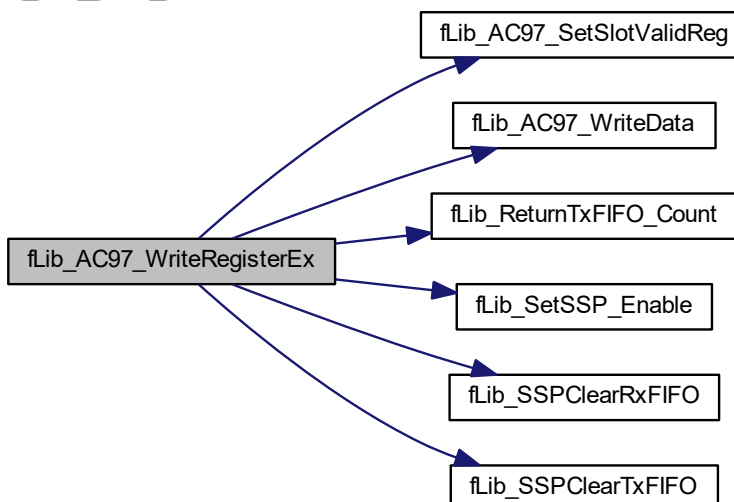 fLib_AC97_SetSlotValidReg
fLib_AC97_WriteData
fLib_ReturnTxFIFO_Count
fLib_AC97_WriteRegisterEx
fLib_SetSSP_Enable
fLib_SSPClearRxFIFO
fLib_SSPClearTxFIFO